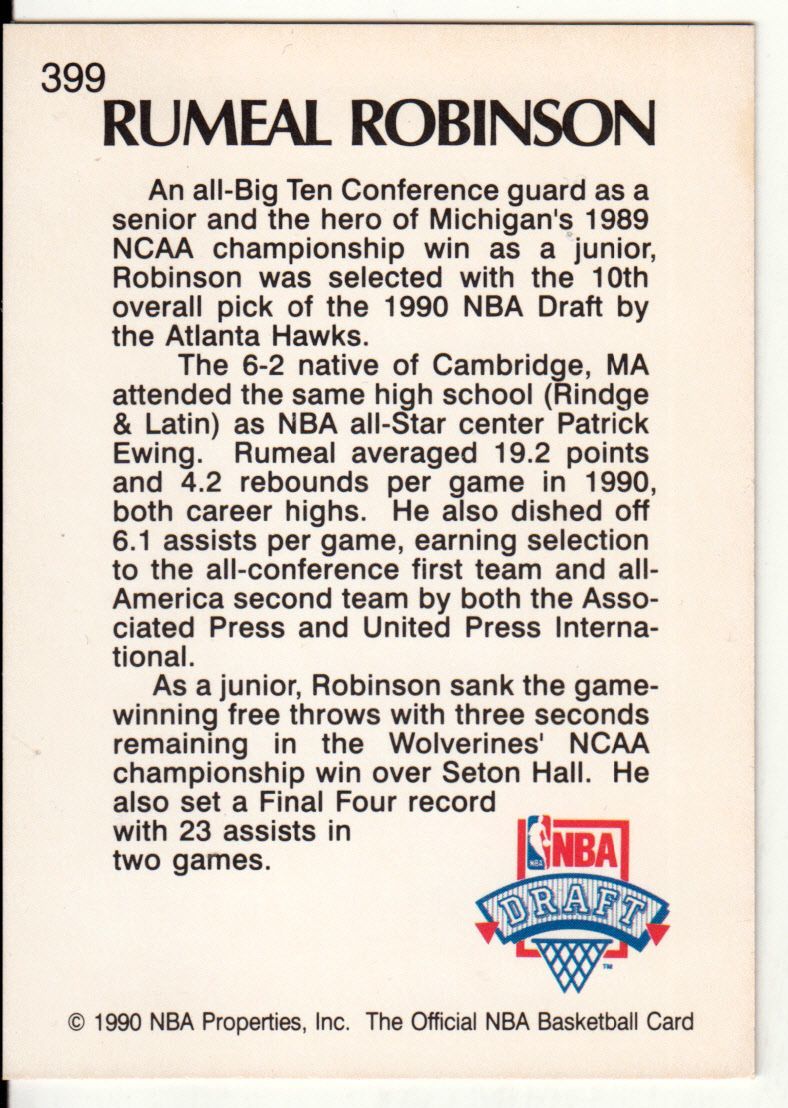 399
RUMEAL ROBINSON
An all-Big Ten Conference guard as a
senior and the hero of Michigan's 1989
NCAA championship win as a junior,
Robinson was selected with the 10th
overall pick of the 1990 NBA Draft by
the Atlanta Hawks.
The 6-2 native of Cambridge, MA
attended the same high school (Rindge
& Latin) as NBA all-Star center Patrick
Ewing. Rumeal averaged 19.2 points
and 4.2 rebounds per game in 1990,
both career highs. He also dished off
6.1 assists per game, earning selection
to the all-conference first team and all-
America second team by both the Asso-
ciated Press and United Press Interna-
tional.
As a junior, Robinson sank the game-
winning free throws with three seconds
remaining in the Wolverines' NCAA
championship win over Seton Hall. He
also set a Final Four record
with 23 assists in
two games.
NBA
NBA
DRAFT
TM
© 1990 NBA Properties, Inc. The Official NBA Basketball Card